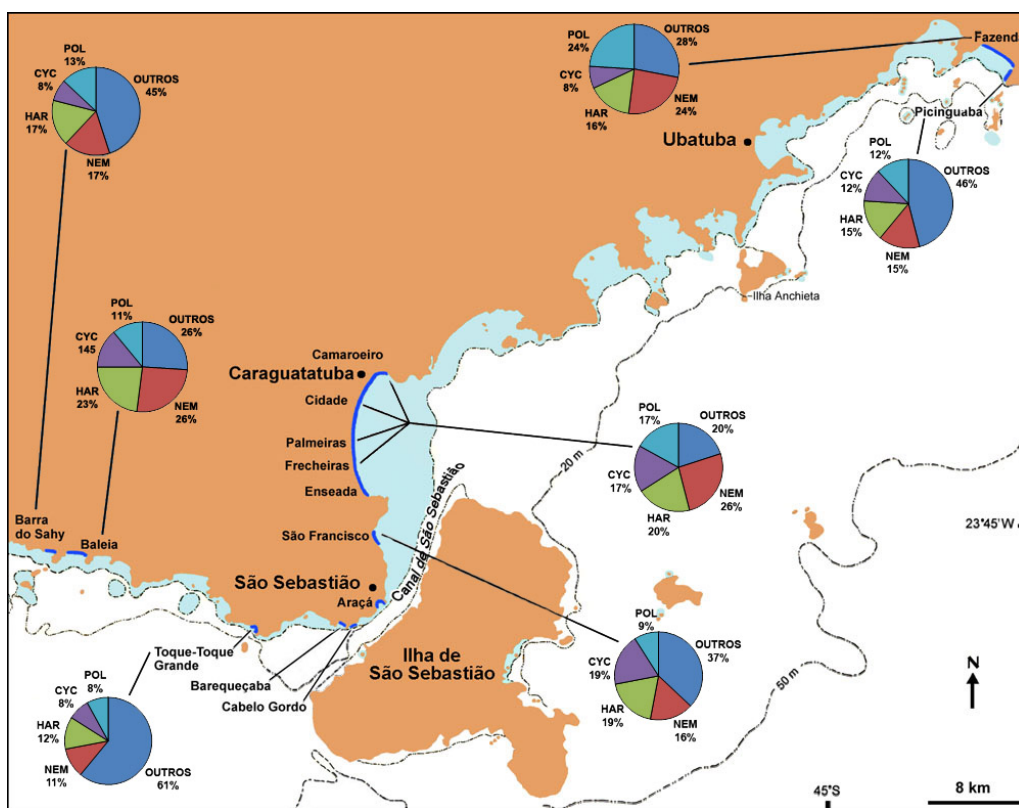 POL
13%
CYC
8%
HAR
17%
NEM
17%
OUTROS
45%
POL
24%
CYC
8%
HAR
16%
NEM
24%
OUTROS
28%
Fazenda
Picinguaba
Ubatuba
POL
12%
CYC
12%
HAR
15%
NEM
15%
OUTROS
46%
Ilha Anchieta
POL
11%
CYC
145
HAR
23%
NEM
26%
OUTROS
26%
Camaroeiro
Caraguatatuba
Cidade
Palmeiras
Frecheiras
Enseada
São Francisco
São Sebastião
Araçá
Canal de São Sebastião
20 m
POL
17%
CYC
17%
HAR
20%
NEM
26%
OUTROS
20%
23°45' W
Barra
do Sahy
Baleia
Toque-Toque
Grande
Barequeçaba
Cabelo Gordo
Ilha de
São Sebastião
POL
9%
CYC
19%
HAR
19%
NEM
16%
OUTROS
37%
50 m
N
POL
8%
CYC
8%
HAR
12%
NEM
11%
OUTROS
61%
45°S
8 km